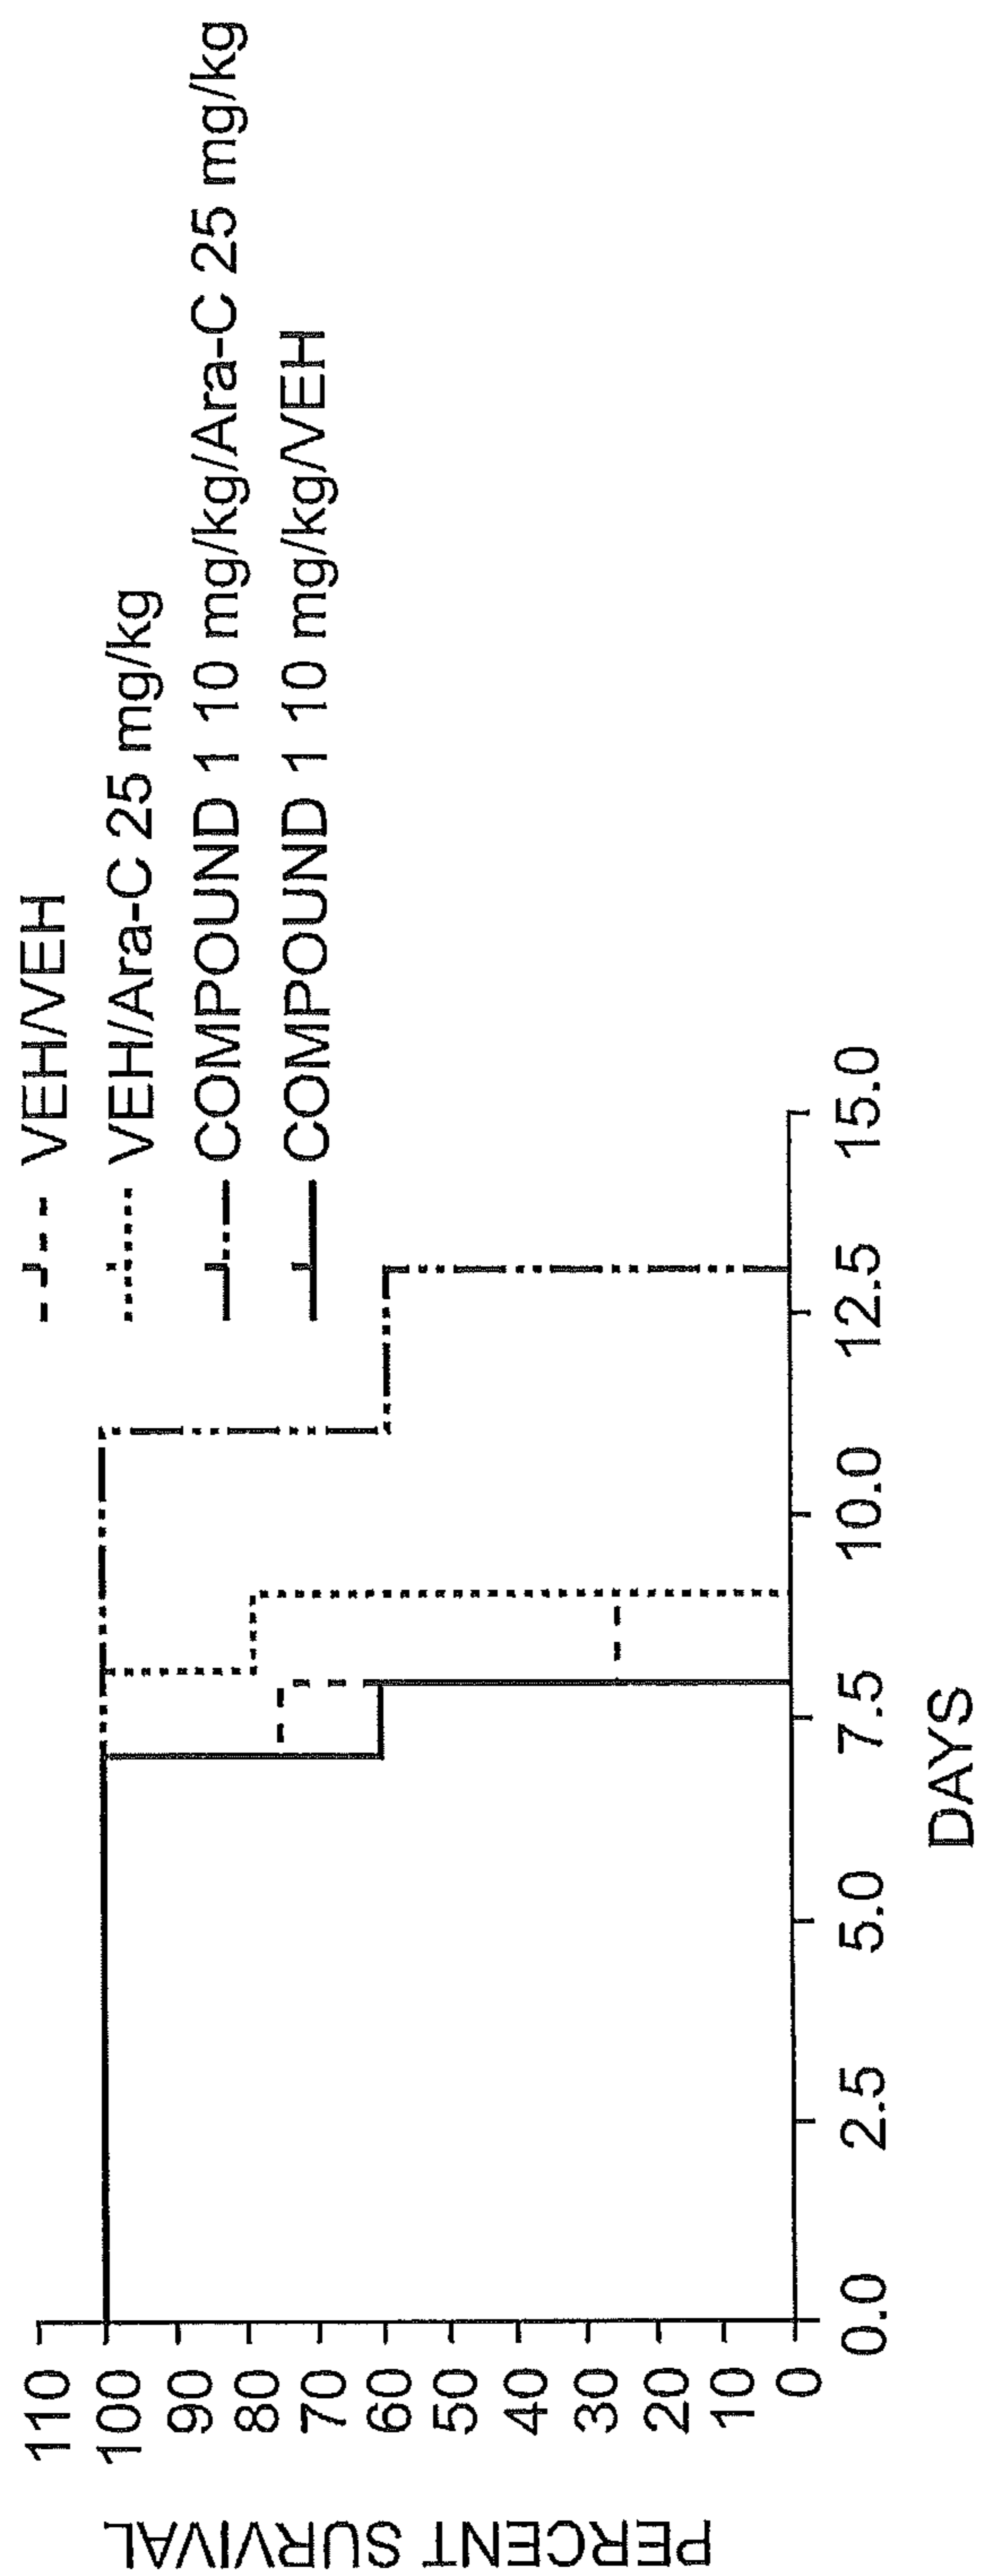 VEH/VEH
VEH/Ara-C 25 mg/kg
COMPOUND 1 10 mg/kg/Ara-C 25 mg/kg
COMPOUND 1 10 mg/kg/VEH
PERCENT SURVIVAL
110
100
90
80
70
60
50
40
30
20
10
0
0.0 2.5 5.0 7.5 10.0 12.5 15.0
DAYS